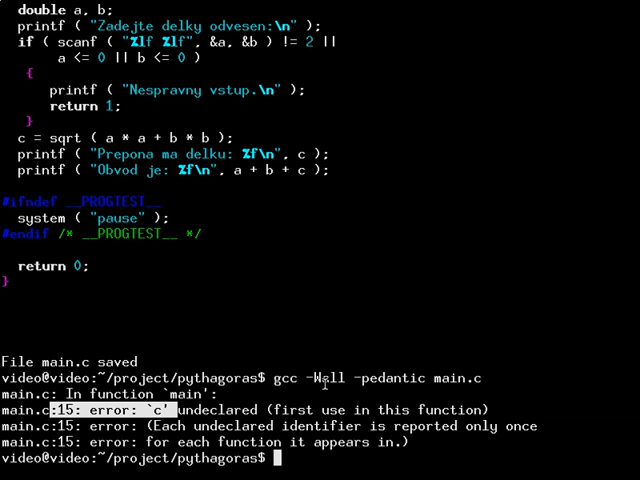 double a, b;
printf ( "Zadejte delky odvesen:\n" );
if ( scanf ( "%lf %lf", &a, &b ) != 2 ||
a <= 0 || b <= 0 )
{
printf ( "Nespravny vstup.\n" );
return 1;
}
c = sqrt ( a * a + b * b );
printf ( "Prepona ma delku: %f\n", c );
printf ( "Obvod je: %f\n", a + b + c );
#ifndef __PROGTEST__
system ( "pause" );
#endif /* __PROGTEST__ */
return 0;
}
File main.c saved
video@video:~/project/pythagoras$ gcc -Wall -pedantic main.c
main.c: In function `main':
main.c:15: error: `c' undeclared (first use in this function)
main.c:15: error: (Each undeclared identifier is reported only once
main.c:15: error: for each function it appears in.)
video@video:~/project/pythagoras$